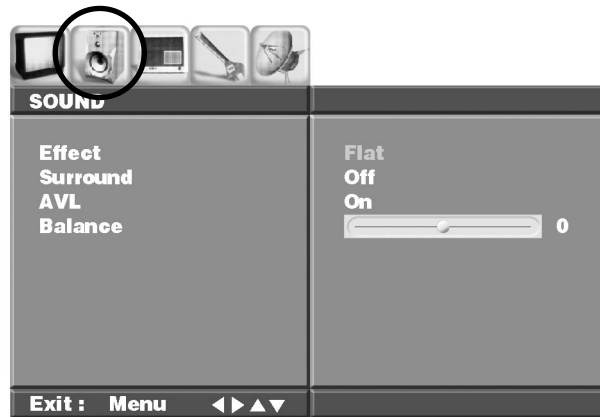 SOUND
Effect Flat
Surround Off
AVL On
Balance 0
Exit : Menu ◀▶▲▼